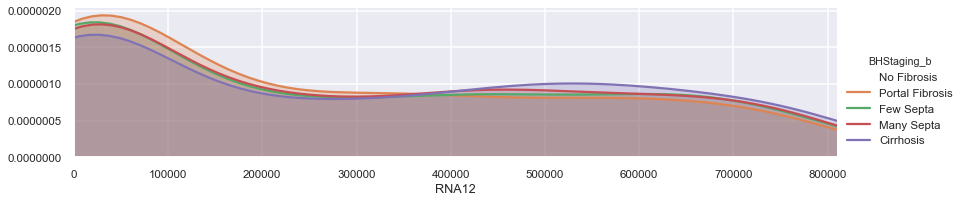 0.0000020
0.0000015
0.0000010
0.0000005
0.0000000
0 100000 200000 300000 400000 500000 600000 700000 800000
RNA12
BHStaging_b
No Fibrosis
Portal Fibrosis
Few Septa
Many Septa
Cirrhosis